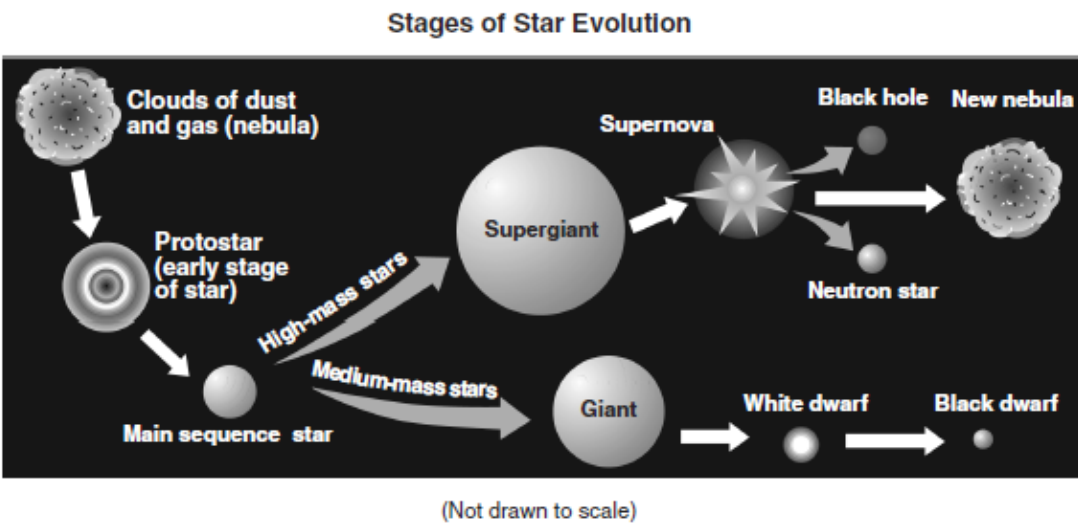 Stages of Star Evolution
Clouds of dust
and gas (nebula)
Protostar
(early stage
of star)
Main sequence star
High-mass stars
Medium-mass stars
Supergiant
Supernova
Black hole
New nebula
Neutron star
Giant
White dwarf
Black dwarf
(Not drawn to scale)